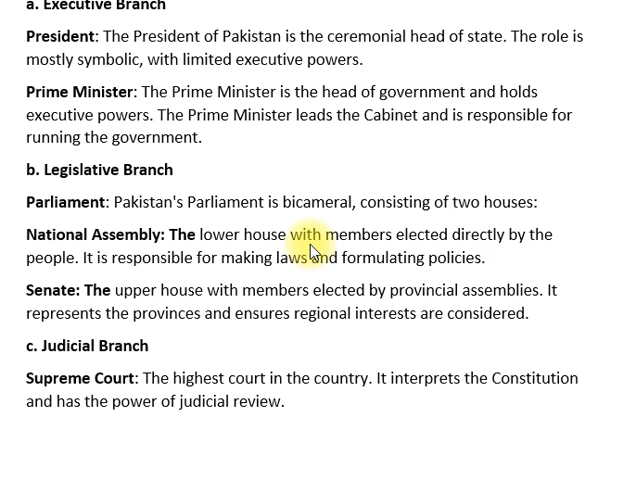 a. Executive Branch
President: The President of Pakistan is the ceremonial head of state. The role is
mostly symbolic, with limited executive powers.
Prime Minister: The Prime Minister is the head of government and holds
executive powers. The Prime Minister leads the Cabinet and is responsible for
running the government.
b. Legislative Branch
Parliament: Pakistan's Parliament is bicameral, consisting of two houses:
National Assembly: The lower house with members elected directly by the
people. It is responsible for making laws and formulating policies.
Senate: The upper house with members elected by provincial assemblies. It
represents the provinces and ensures regional interests are considered.
c. Judicial Branch
Supreme Court: The highest court in the country. It interprets the Constitution
and has the power of judicial review.